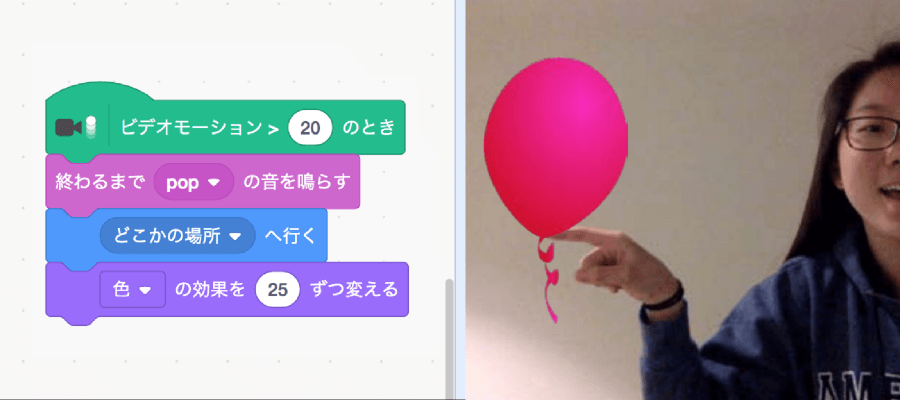 ビデオモーション > 20 のとき
終わるまで pop の音を鳴らす
どこかの場所 へ行く
色 の効果を 25 ずつ変える